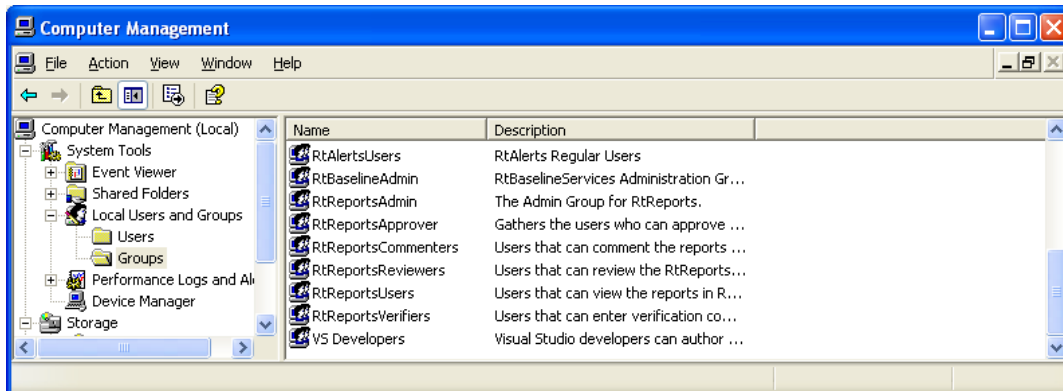 Computer Management
File Action View Window Help
Computer Management (Local)
System Tools
Event Viewer
Shared Folders
Local Users and Groups
Users
Groups
Performance Logs and Al
Device Manager
Storage
Name Description
RtAlertsUsers RtAlerts Regular Users
RtBaselineAdmin RtBaselineServices Administration Gr...
RtReportsAdmin The Admin Group for RtReports.
RtReportsApprover Gathers the users who can approve ...
RtReportsCommenters Users that can comment the reports ...
RtReportsReviewers Users that can review the RtReports...
RtReportsUsers Users that can view the reports in R...
RtReportsVerifiers Users that can enter verification co...
VS Developers Visual Studio developers can author ...